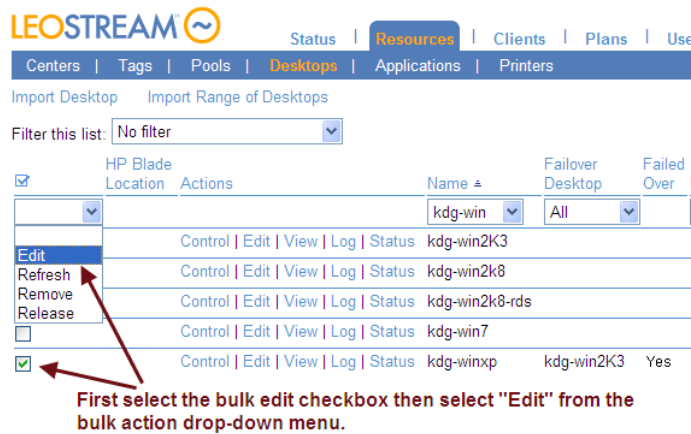 LEOSTREAM
Status | Resources | Clients | Plans | Use
Centers | Tags | Pools | Desktops | Applications | Printers
Import Desktop Import Range of Desktops
Filter this list: No filter
HP Blade Location Actions Name Failover Desktop Failed Over
kdg-win All
Control | Edit | View | Log | Status kdg-win2K3
Edit
Control | Edit | View | Log | Status kdg-win2k8
Refresh
Remove
Control | Edit | View | Log | Status kdg-win2k8-rds
Release
Control | Edit | View | Log | Status kdg-win7
Control | Edit | View | Log | Status kdg-winxp kdg-win2K3 Yes
First select the bulk edit checkbox then select "Edit" from the
bulk action drop-down menu.